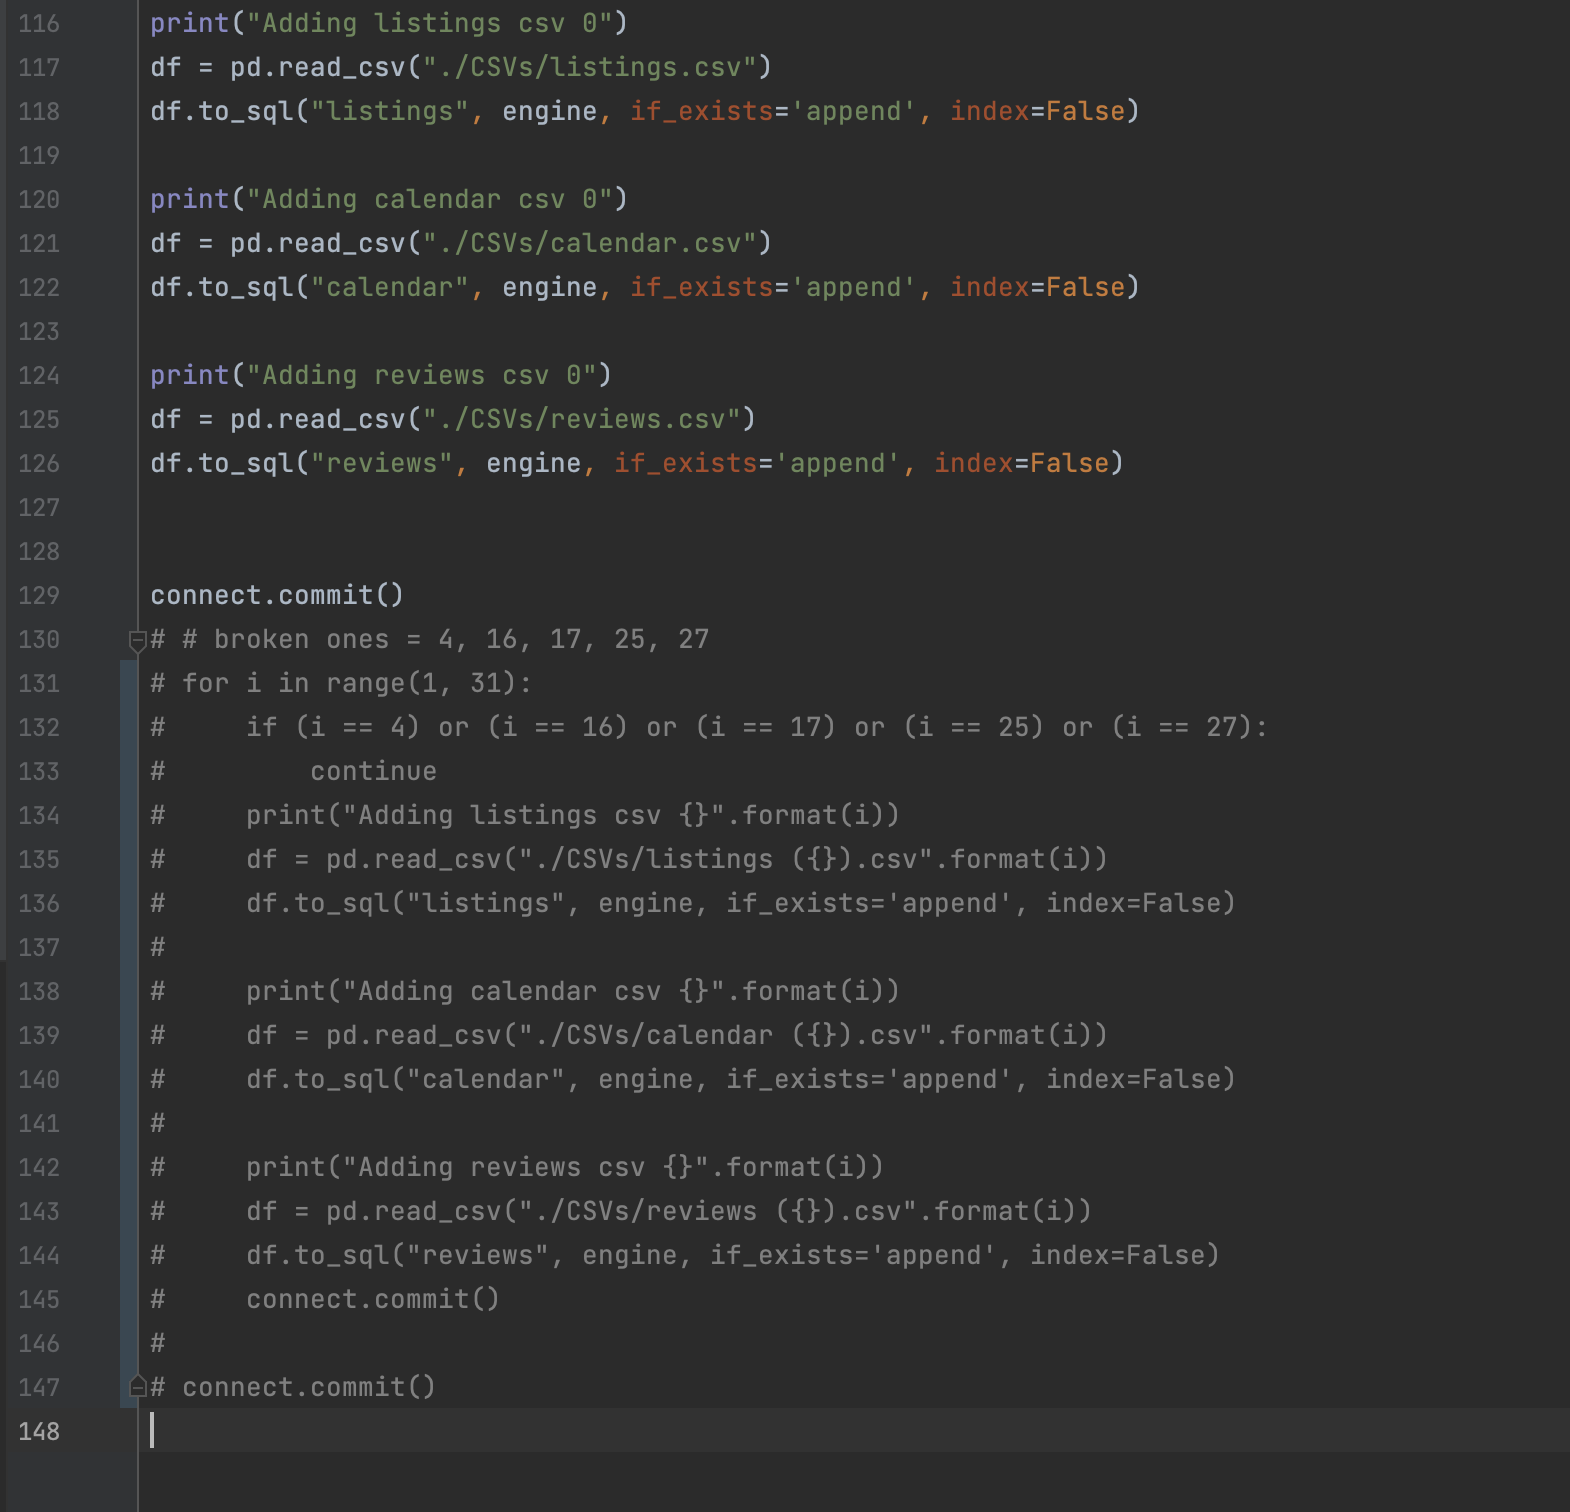 116 print("Adding listings csv 0")
117 df = pd.read_csv("./CSVs/listings.csv")
118 df.to_sql("listings", engine, if_exists='append', index=False)
119
120 print("Adding calendar csv 0")
121 df = pd.read_csv("./CSVs/calendar.csv")
122 df.to_sql("calendar", engine, if_exists='append', index=False)
123
124 print("Adding reviews csv 0")
125 df = pd.read_csv("./CSVs/reviews.csv")
126 df.to_sql("reviews", engine, if_exists='append', index=False)
127
128
129 connect.commit()
130 # # broken ones = 4, 16, 17, 25, 27
131 # for i in range(1, 31):
132 #     if (i == 4) or (i == 16) or (i == 17) or (i == 25) or (i == 27):
133 #         continue
134 #     print("Adding listings csv {}".format(i))
135 #     df = pd.read_csv("./CSVs/listings ({}).csv".format(i))
136 #     df.to_sql("listings", engine, if_exists='append', index=False)
137 #
138 #     print("Adding calendar csv {}".format(i))
139 #     df = pd.read_csv("./CSVs/calendar ({}).csv".format(i))
140 #     df.to_sql("calendar", engine, if_exists='append', index=False)
141 #
142 #     print("Adding reviews csv {}".format(i))
143 #     df = pd.read_csv("./CSVs/reviews ({}).csv".format(i))
144 #     df.to_sql("reviews", engine, if_exists='append', index=False)
145 #     connect.commit()
146 #
147 # connect.commit()
148